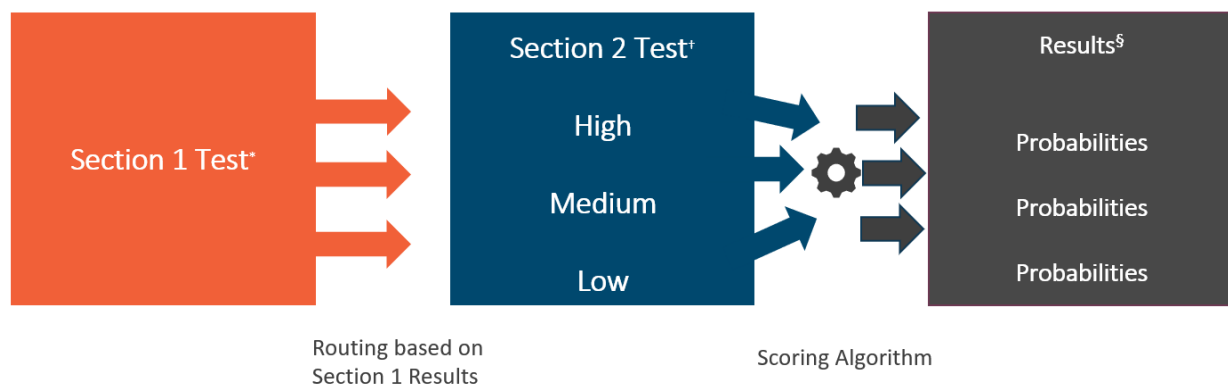 Section 1 Test*
Section 2 Test†
High
Medium
Low
Results§
Probabilities
Probabilities
Probabilities
Routing based on
Section 1 Results
Scoring Algorithm